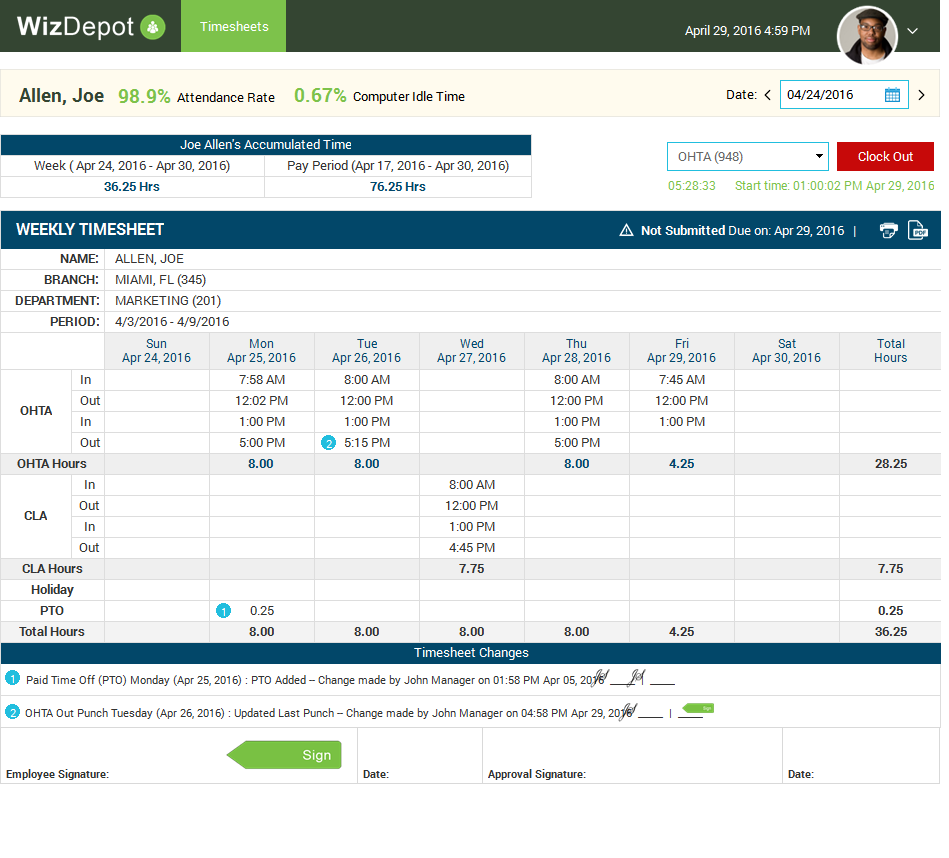 WizDepot Timesheets April 29, 2016 4:59 PM
Allen, Joe 98.9% Attendance Rate 0.67% Computer Idle Time Date: 04/24/2016
Joe Allen's Accumulated Time
Week ( Apr 24, 2016 - Apr 30, 2016) Pay Period (Apr 17, 2016 - Apr 30, 2016)
36.25 Hrs 76.25 Hrs
OHTA (948) Clock Out
05:28:33 Start time: 01:00:02 PM Apr 29, 2016
WEEKLY TIMESHEET Not Submitted Due on: Apr 29, 2016 | PDF
NAME: ALLEN, JOE
BRANCH: MIAMI, FL (345)
DEPARTMENT: MARKETING (201)
PERIOD: 4/3/2016 - 4/9/2016
Sun Mon Tue Wed Thu Fri Sat Total
Apr 24, 2016 Apr 25, 2016 Apr 26, 2016 Apr 27, 2016 Apr 28, 2016 Apr 29, 2016 Apr 30, 2016 Hours
OHTA
In 7:58 AM 8:00 AM 8:00 AM 7:45 AM
Out 12:02 PM 12:00 PM 12:00 PM 12:00 PM
In 1:00 PM 1:00 PM 1:00 PM 1:00 PM
Out 5:00 PM 2 5:15 PM 5:00 PM
OHTA Hours 8.00 8.00 8.00 4.25 28.25
CLA
In 8:00 AM
Out 12:00 PM
In 1:00 PM
Out 4:45 PM
CLA Hours 7.75 7.75
Holiday
PTO 1 0.25 0.25
Total Hours 8.00 8.00 8.00 8.00 4.25 36.25
Timesheet Changes
1 Paid Time Off (PTO) Monday (Apr 25, 2016) : PTO Added – Change made by John Manager on 01:58 PM Apr 05, 2016
2 OHTA Out Punch Tuesday (Apr 26, 2016) : Updated Last Punch – Change made by John Manager on 04:58 PM Apr 29, 2016 | Sign
Sign
Employee Signature: Date: Approval Signature: Date: